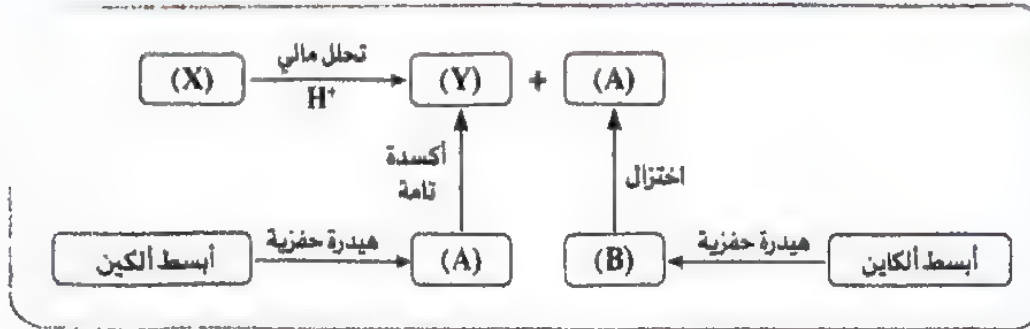 (X) تحلل مائي H⁺ (Y) + (A)
أكسدة تامة
اختزال
أبسط ألكين هيدرة حفزية (A)
(B) هيدرة حفزية أبسط ألكاين